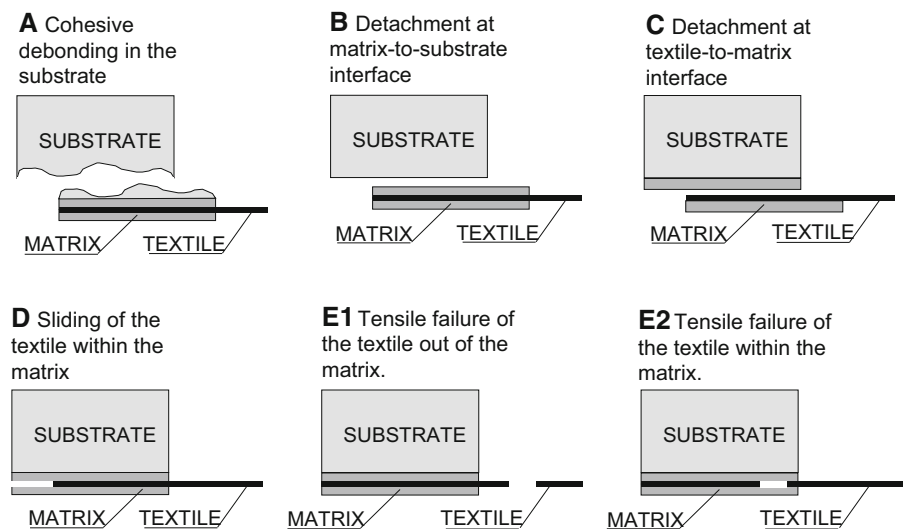 A Cohesive
debonding in the
substrate
SUBSTRATE
MATRIX TEXTILE
B Detachment at
matrix-to-substrate
interface
SUBSTRATE
MATRIX TEXTILE
C Detachment at
textile-to-matrix
interface
SUBSTRATE
MATRIX TEXTILE
D Sliding of the
textile within the
matrix
SUBSTRATE
MATRIX TEXTILE
E1 Tensile failure of
the textile out of the
matrix.
SUBSTRATE
MATRIX TEXTILE
E2 Tensile failure of
the textile within the
matrix.
SUBSTRATE
MATRIX TEXTILE